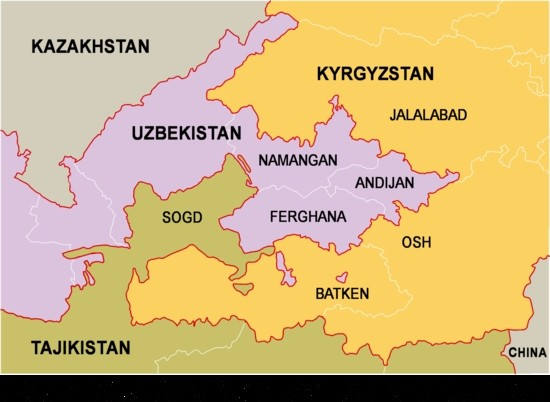 KAZAKHSTAN
KYRGYZSTAN
JALALABAD
UZBEKISTAN
NAMANGAN
ANDIJAN
SOGD
FERGHANA
OSH
BATKEN
TAJIKISTAN
CHINA